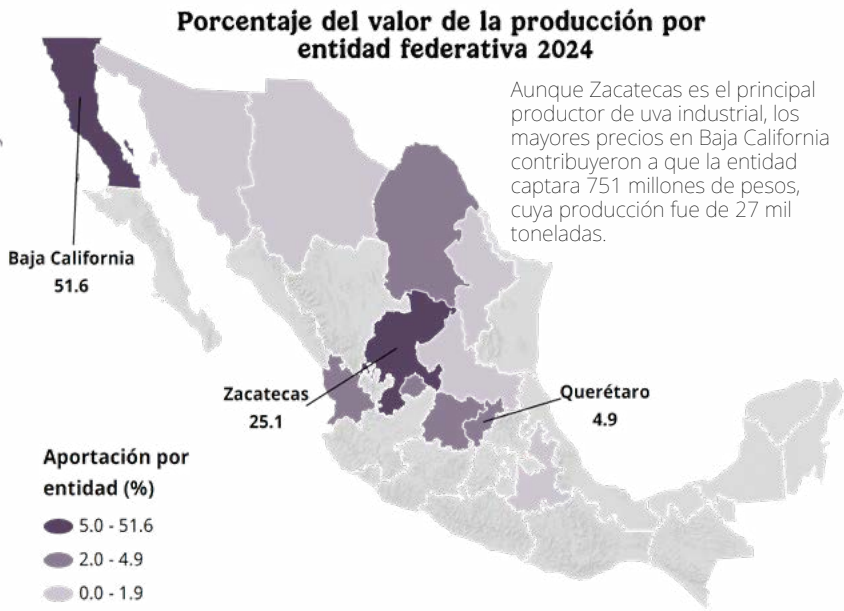 Porcentaje del valor de la producción por
entidad federativa 2024
Aunque Zacatecas es el principal
productor de uva industrial, los
mayores precios en Baja California
contribuyeron a que la entidad
captara 751 millones de pesos,
cuya producción fue de 27 mil
toneladas.
Baja California
51.6
Zacatecas
25.1
Querétaro
4.9
Aportación por
entidad (%)
5.0 - 51.6
2.0 - 4.9
0.0 - 1.9